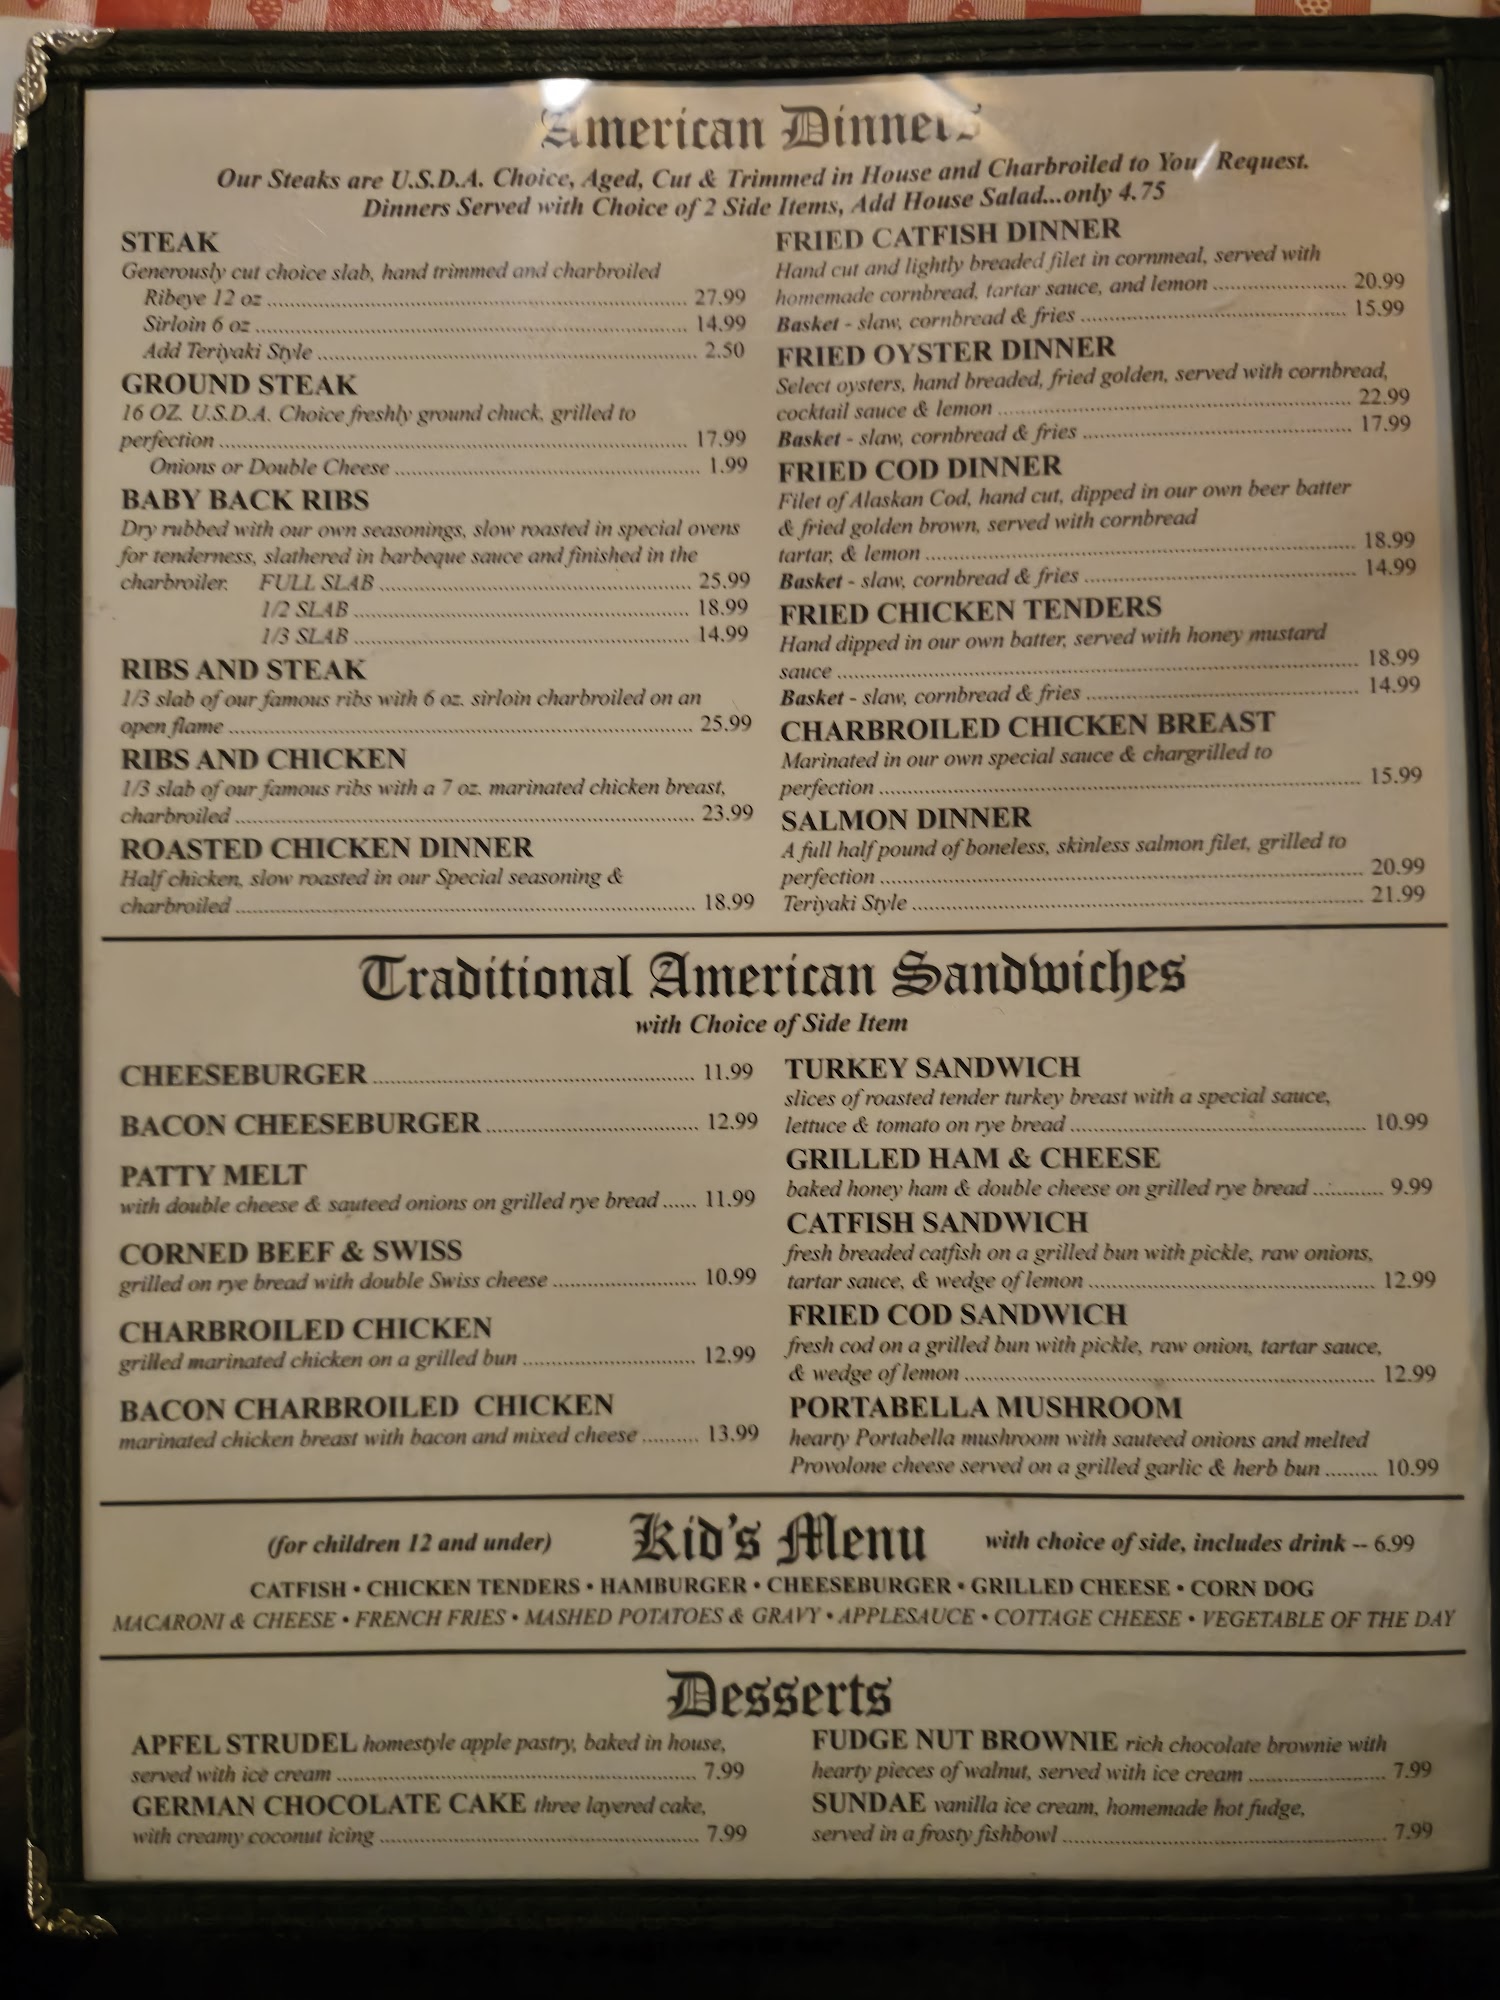 American Dinners
Our Steaks are U.S.D.A. Choice, Aged, Cut & Trimmed in House and Charbroiled to You Request.
Dinners Served with Choice of 2 Side Items, Add House Salad...only 4.75
STEAK
Generously cut choice slab, hand trimmed and charbroiled
Ribeye 12 oz ........ 27.99
Sirloin 6 oz ........ 14.99
Add Teriyaki Style ........ 2.50
GROUND STEAK
16 OZ. U.S.D.A. Choice freshly ground chuck, grilled to
perfection ........ 17.99
Onions or Double Cheese ........ 1.99
BABY BACK RIBS
Dry rubbed with our own seasonings, slow roasted in special ovens
for tenderness, slathered in barbeque sauce and finished in the
charbroiler. FULL SLAB ........ 25.99
1/2 SLAB ........ 18.99
1/3 SLAB ........ 14.99
RIBS AND STEAK
1/3 slab of our famous ribs with 6 oz. sirloin charbroiled on an
open flame ........ 25.99
RIBS AND CHICKEN
1/3 slab of our famous ribs with a 7 oz. marinated chicken breast,
charbroiled ........ 23.99
ROASTED CHICKEN DINNER
Half chicken, slow roasted in our Special seasoning &
charbroiled ........ 18.99
FRIED CATFISH DINNER
Hand cut and lightly breaded filet in cornmeal, served with
homemade cornbread, tartar sauce, and lemon ........ 20.99
Basket - slaw, cornbread & fries ........ 15.99
FRIED OYSTER DINNER
Select oysters, hand breaded, fried golden, served with cornbread,
cocktail sauce & lemon ........ 22.99
Basket - slaw, cornbread & fries ........ 17.99
FRIED COD DINNER
Filet of Alaskan Cod, hand cut, dipped in our own beer batter
& fried golden brown, served with cornbread
tartar, & lemon ........ 18.99
Basket - slaw, cornbread & fries ........ 14.99
FRIED CHICKEN TENDERS
Hand dipped in our own batter, served with honey mustard
sauce ........ 18.99
Basket - slaw, cornbread & fries ........ 14.99
CHARBROILED CHICKEN BREAST
Marinated in our own special sauce & chargrilled to
perfection ........ 15.99
SALMON DINNER
A full half pound of boneless, skinless salmon filet, grilled to
perfection ........ 20.99
Teriyaki Style ........ 21.99
Traditional American Sandwiches
with Choice of Side Item
CHEESEBURGER ........ 11.99
BACON CHEESEBURGER ........ 12.99
PATTY MELT
with double cheese & sauteed onions on grilled rye bread ...... 11.99
CORNED BEEF & SWISS
grilled on rye bread with double Swiss cheese ........ 10.99
CHARBROILED CHICKEN
grilled marinated chicken on a grilled bun ........ 12.99
BACON CHARBROILED CHICKEN
marinated chicken breast with bacon and mixed cheese ........ 13.99
TURKEY SANDWICH
slices of roasted tender turkey breast with a special sauce,
lettuce & tomato on rye bread ........ 10.99
GRILLED HAM & CHEESE
baked honey ham & double cheese on grilled rye bread ........ 9.99
CATFISH SANDWICH
fresh breaded catfish on a grilled bun with pickle, raw onions,
tartar sauce, & wedge of lemon ........ 12.99
FRIED COD SANDWICH
fresh cod on a grilled bun with pickle, raw onion, tartar sauce,
& wedge of lemon ........ 12.99
PORTABELLA MUSHROOM
hearty Portabella mushroom with sauteed onions and melted
Provolone cheese served on a grilled garlic & herb bun ........ 10.99
(for children 12 and under) Kid's Menu with choice of side, includes drink -- 6.99
CATFISH • CHICKEN TENDERS • HAMBURGER • CHEESEBURGER • GRILLED CHEESE • CORN DOG
MACARONI & CHEESE • FRENCH FRIES • MASHED POTATOES & GRAVY • APPLESAUCE • COTTAGE CHEESE • VEGETABLE OF THE DAY
Desserts
APFEL STRUDEL homestyle apple pastry, baked in house,
served with ice cream ........ 7.99
GERMAN CHOCOLATE CAKE three layered cake,
with creamy coconut icing ........ 7.99
FUDGE NUT BROWNIE rich chocolate brownie with
hearty pieces of walnut, served with ice cream ........ 7.99
SUNDAE vanilla ice cream, homemade hot fudge,
served in a frosty fishbowl ........ 7.99